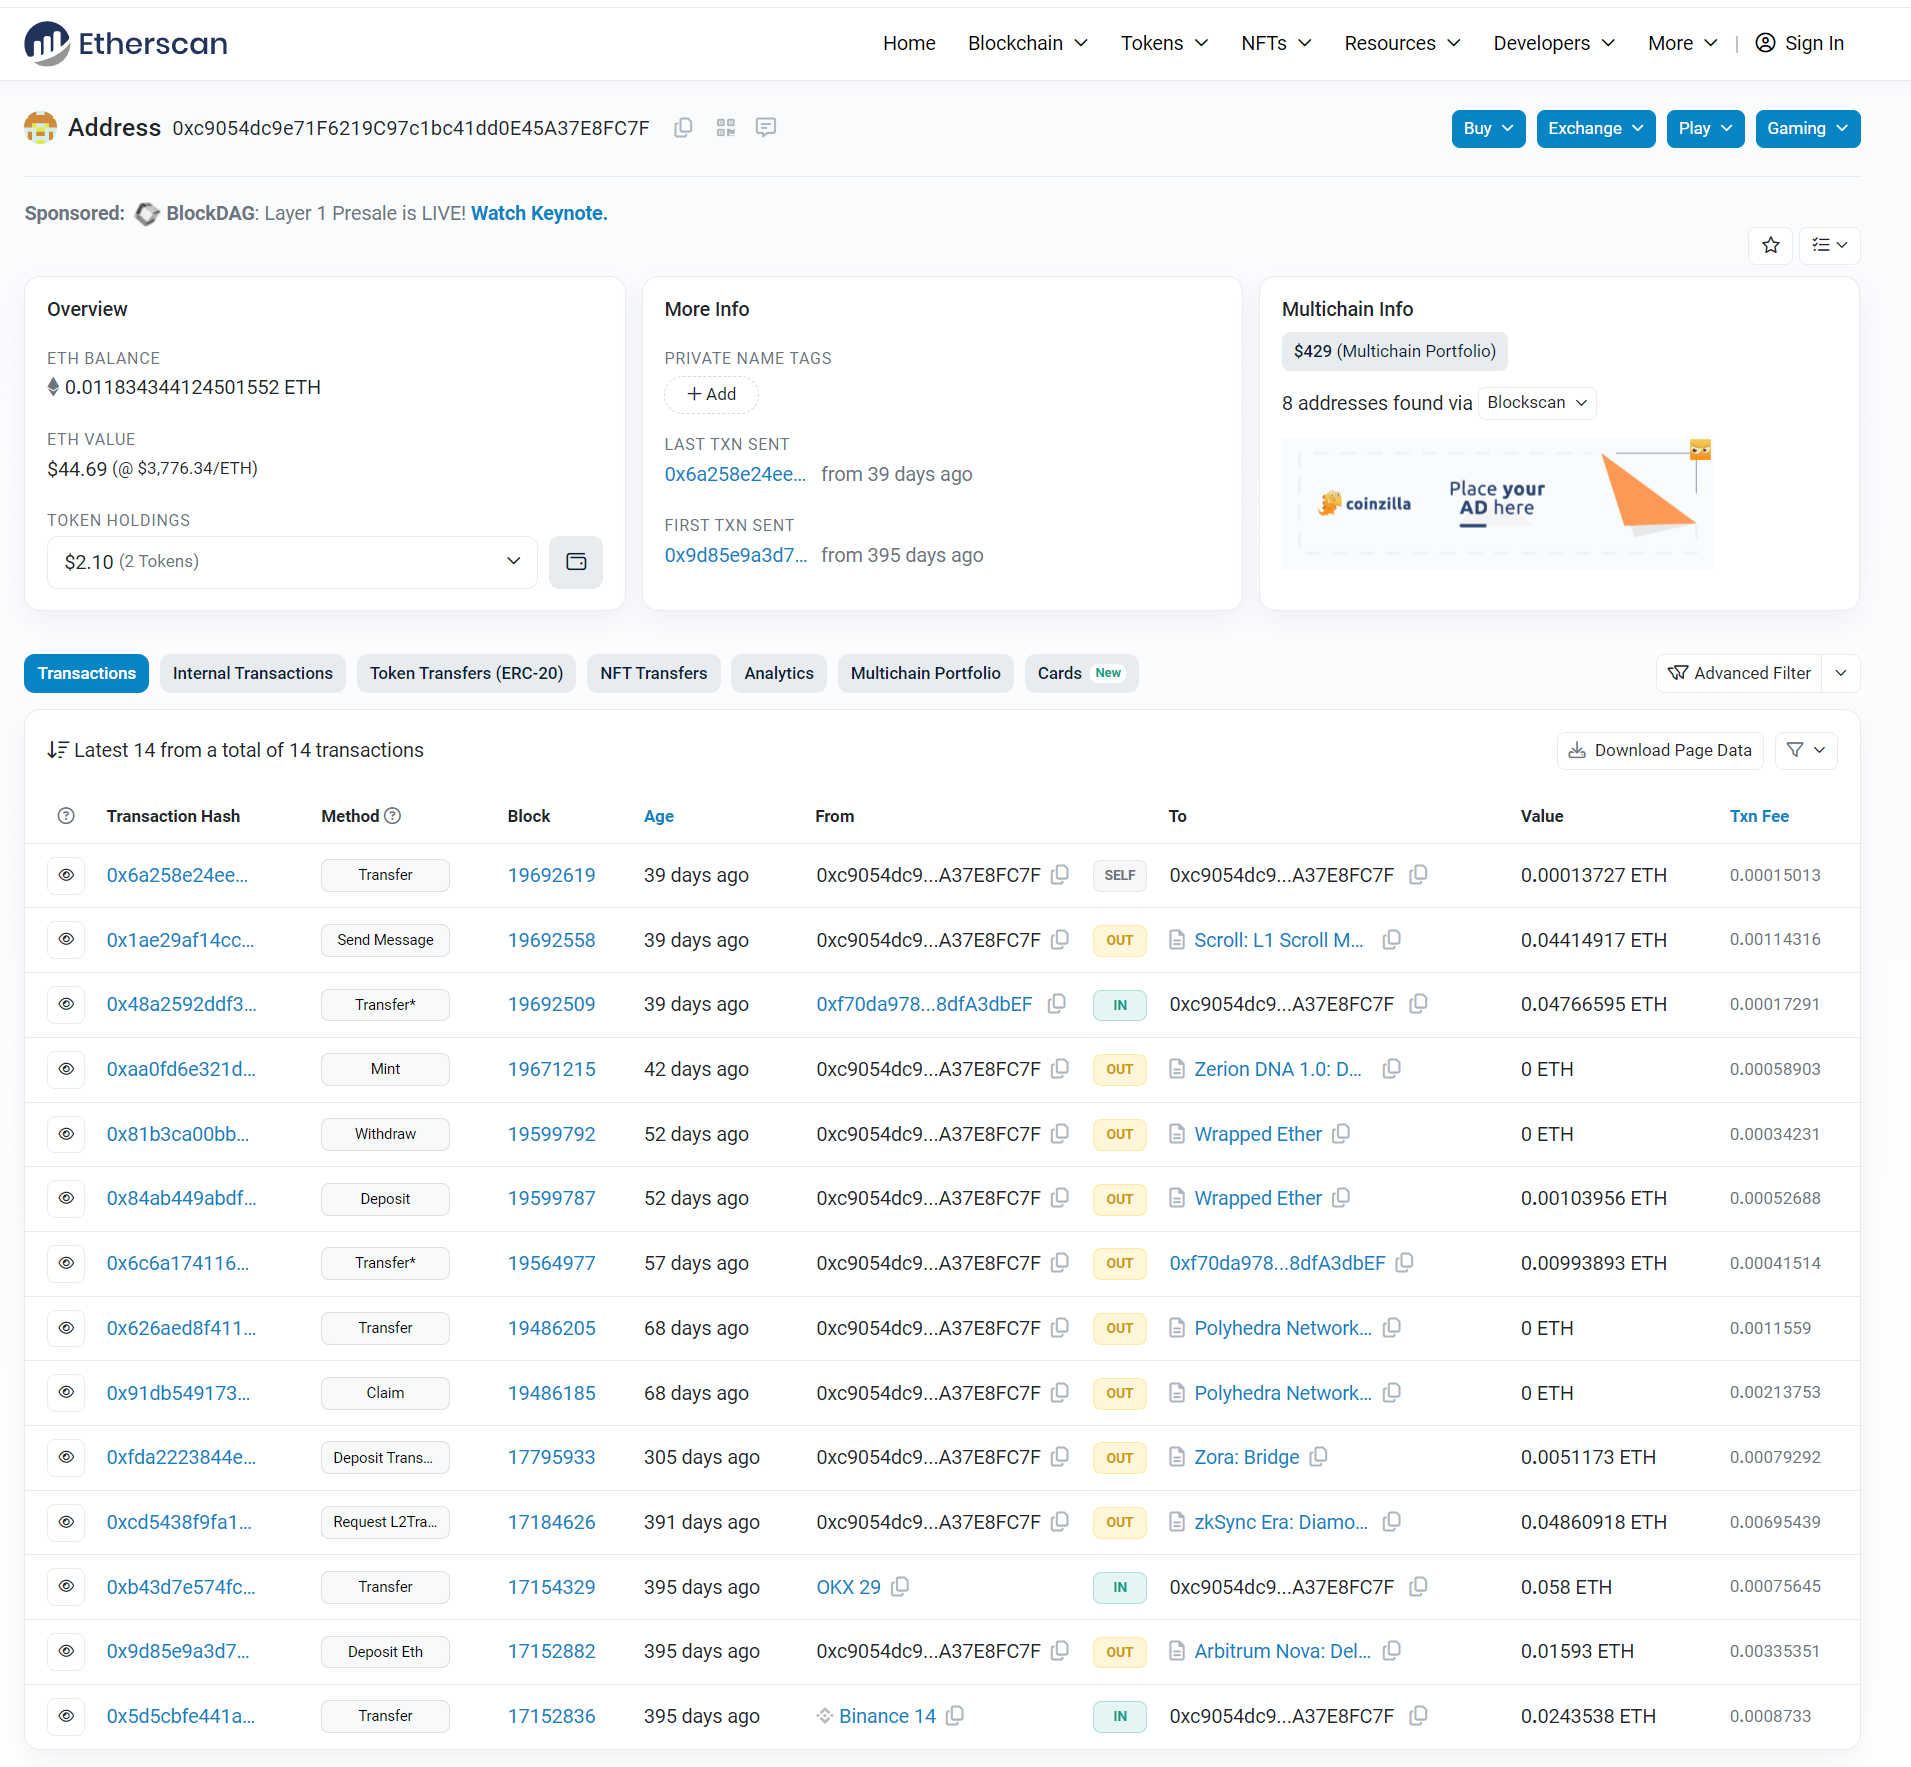 Etherscan
Home Blockchain Tokens NFTs Resources Developers More | Sign In
Address 0xc9054dc9e71F6219C97c1bc41dd0E45A37E8FC7F
Buy Exchange Play Gaming
Sponsored: BlockDAG: Layer 1 Presale is LIVE! Watch Keynote.
Overview
ETH BALANCE
0.011834344124501552 ETH
ETH VALUE
$44.69 (@ $3,776.34/ETH)
TOKEN HOLDINGS
$2.10 (2 Tokens)
More Info
PRIVATE NAME TAGS
+ Add
LAST TXN SENT
0x6a258e24ee... from 39 days ago
FIRST TXN SENT
0x9d85e9a3d7... from 395 days ago
Multichain Info
$429 (Multichain Portfolio)
8 addresses found via Blockscan
coinzilla
Place your
AD here
Transactions Internal Transactions Token Transfers (ERC-20) NFT Transfers Analytics Multichain Portfolio Cards New
Advanced Filter
Latest 14 from a total of 14 transactions
Download Page Data
Transaction Hash Method Block Age From To Value Txn Fee
0x6a258e24ee... Transfer 19692619 39 days ago 0xc9054dc9...A37E8FC7F SELF 0xc9054dc9...A37E8FC7F 0.00013727 ETH 0.00015013
0x1ae29af14cc... Send Message 19692558 39 days ago 0xc9054dc9...A37E8FC7F OUT Scroll: L1 Scroll M... 0.04414917 ETH 0.00114316
0x48a2592ddf3... Transfer* 19692509 39 days ago 0xf70da978...8dfA3dbEF IN 0xc9054dc9...A37E8FC7F 0.04766595 ETH 0.00017291
0xaa0fd6e321d... Mint 19671215 42 days ago 0xc9054dc9...A37E8FC7F OUT Zerion DNA 1.0: D... 0 ETH 0.00058903
0x81b3ca00bb... Withdraw 19599792 52 days ago 0xc9054dc9...A37E8FC7F OUT Wrapped Ether 0 ETH 0.00034231
0x84ab449abdf... Deposit 19599787 52 days ago 0xc9054dc9...A37E8FC7F OUT Wrapped Ether 0.00103956 ETH 0.00052688
0x6c6a174116... Transfer* 19564977 57 days ago 0xc9054dc9...A37E8FC7F OUT 0xf70da978...8dfA3dbEF 0.00993893 ETH 0.00041514
0x626aed8f411... Transfer 19486205 68 days ago 0xc9054dc9...A37E8FC7F OUT Polyhedra Network... 0 ETH 0.0011559
0x91db549173... Claim 19486185 68 days ago 0xc9054dc9...A37E8FC7F OUT Polyhedra Network... 0 ETH 0.00213753
0xfda2223844e... Deposit Trans... 17795933 305 days ago 0xc9054dc9...A37E8FC7F OUT Zora: Bridge 0.0051173 ETH 0.00079292
0xcd5438f9fa1... Request L2Tra... 17184626 391 days ago 0xc9054dc9...A37E8FC7F OUT zkSync Era: Diamo... 0.04860918 ETH 0.00695439
0xb43d7e574fc... Transfer 17154329 395 days ago OKX 29 IN 0xc9054dc9...A37E8FC7F 0.058 ETH 0.00075645
0x9d85e9a3d7... Deposit Eth 17152882 395 days ago 0xc9054dc9...A37E8FC7F OUT Arbitrum Nova: Del... 0.01593 ETH 0.00335351
0x5d5cbfe441a... Transfer 17152836 395 days ago Binance 14 IN 0xc9054dc9...A37E8FC7F 0.0243538 ETH 0.0008733